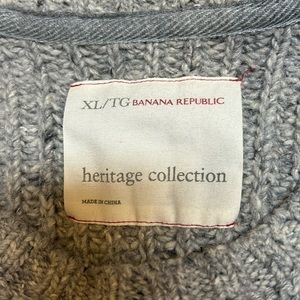 XL/TG BANANA REPUBLIC
heritage collection
MADE IN CHINA